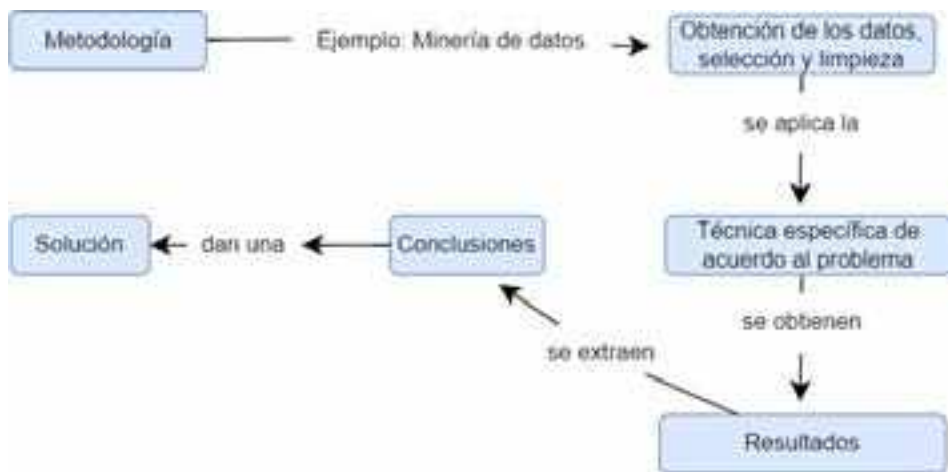 Metodología
Ejemplo: Minería de datos
Obtención de los datos,
selección y limpieza
se aplica la
Técnica específica de
acuerdo al problema
se obtienen
Resultados
se extraen
Conclusiones
dan una
Solución